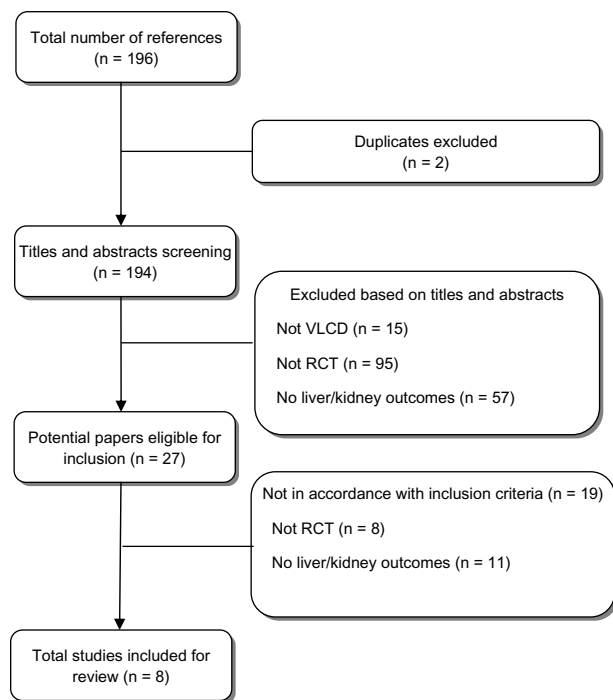 Total number of references
(n = 196)
Duplicates excluded
(n = 2)
Titles and abstracts screening
(n = 194)
Excluded based on titles and abstracts
Not VLCD (n = 15)
Not RCT (n = 95)
No liver/kidney outcomes (n = 57)
Potential papers eligible for
inclusion (n = 27)
Not in accordance with inclusion criteria (n = 19)
Not RCT (n = 8)
No liver/kidney outcomes (n = 11)
Total studies included for
review (n = 8)